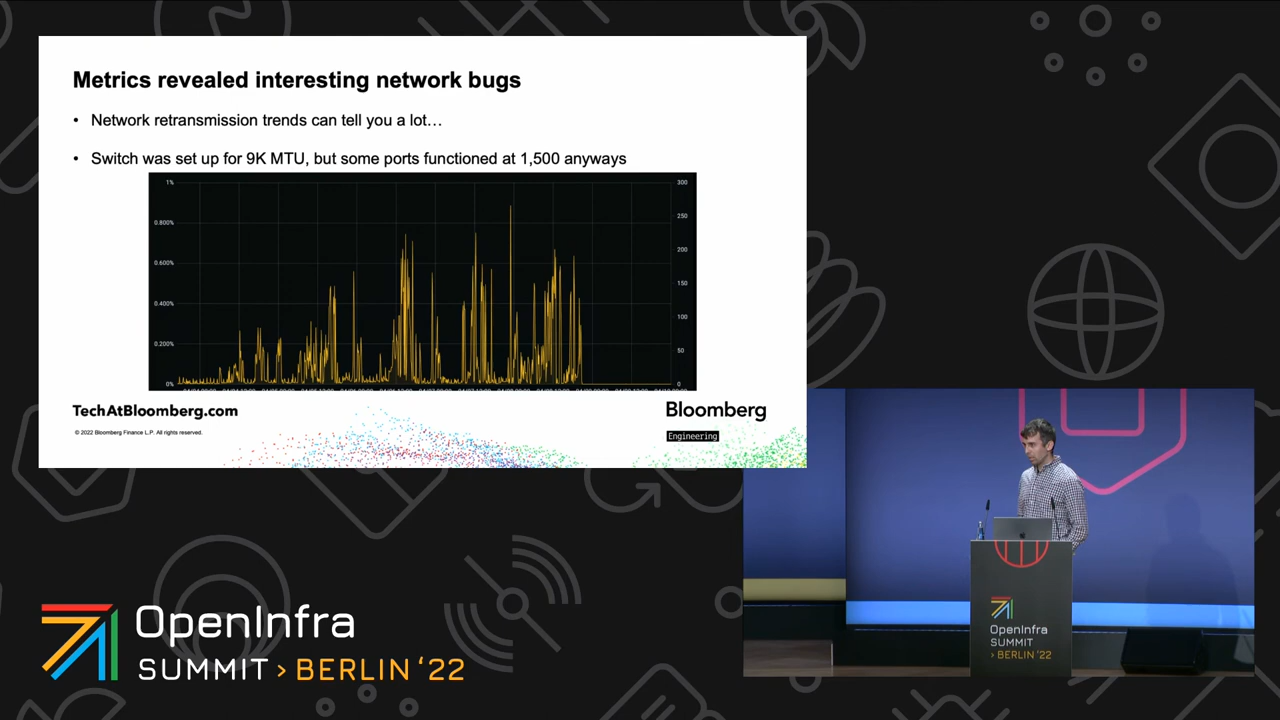 Metrics revealed interesting network bugs
• Network retransmission trends can tell you a lot…
• Switch was set up for 9K MTU, but some ports functioned at 1,500 anyways
1%
0.800%
0.600%
0.400%
0.200%
0%
300
250
200
150
100
50
0
TechAtBloomberg.com
© 2022 Bloomberg Finance L.P. All rights reserved.
Bloomberg
Engineering
OpenInfra
SUMMIT › BERLIN ‘22
OpenInfra
SUMMIT
› BERLIN '22